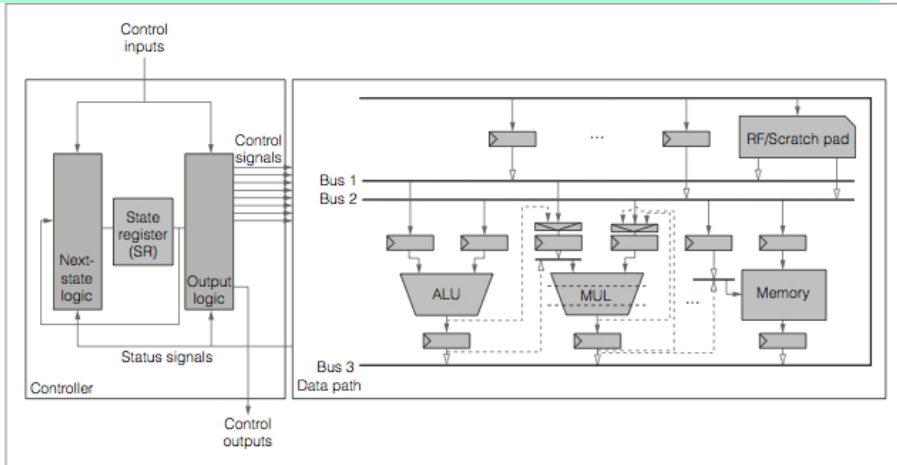 Control
inputs
Control
signals
Next-
state
logic
State
register
(SR)
Output
logic
Status signals
Controller
Control
outputs
RF/Scratch pad
...
Bus 1
Bus 2
ALU
MUL
...
Memory
Bus 3
Data path